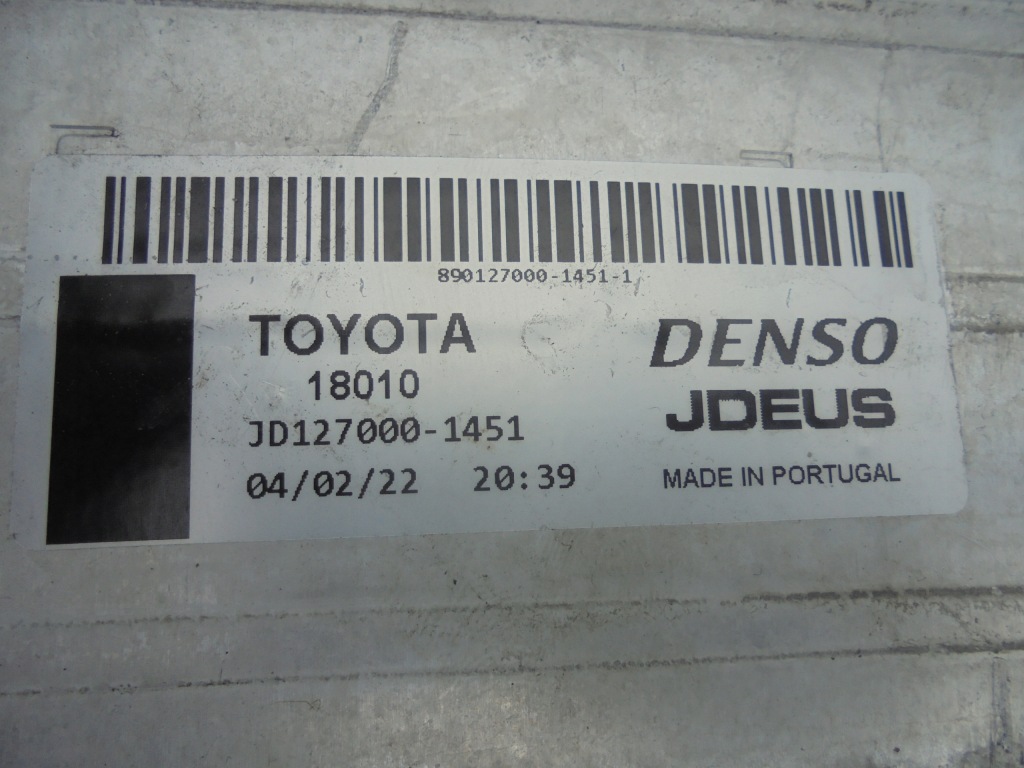 890127000-1451-1
TOYOTA
18010
JD127000-1451
04/02/22 20:39
DENSO
JDEUS
MADE IN PORTUGAL